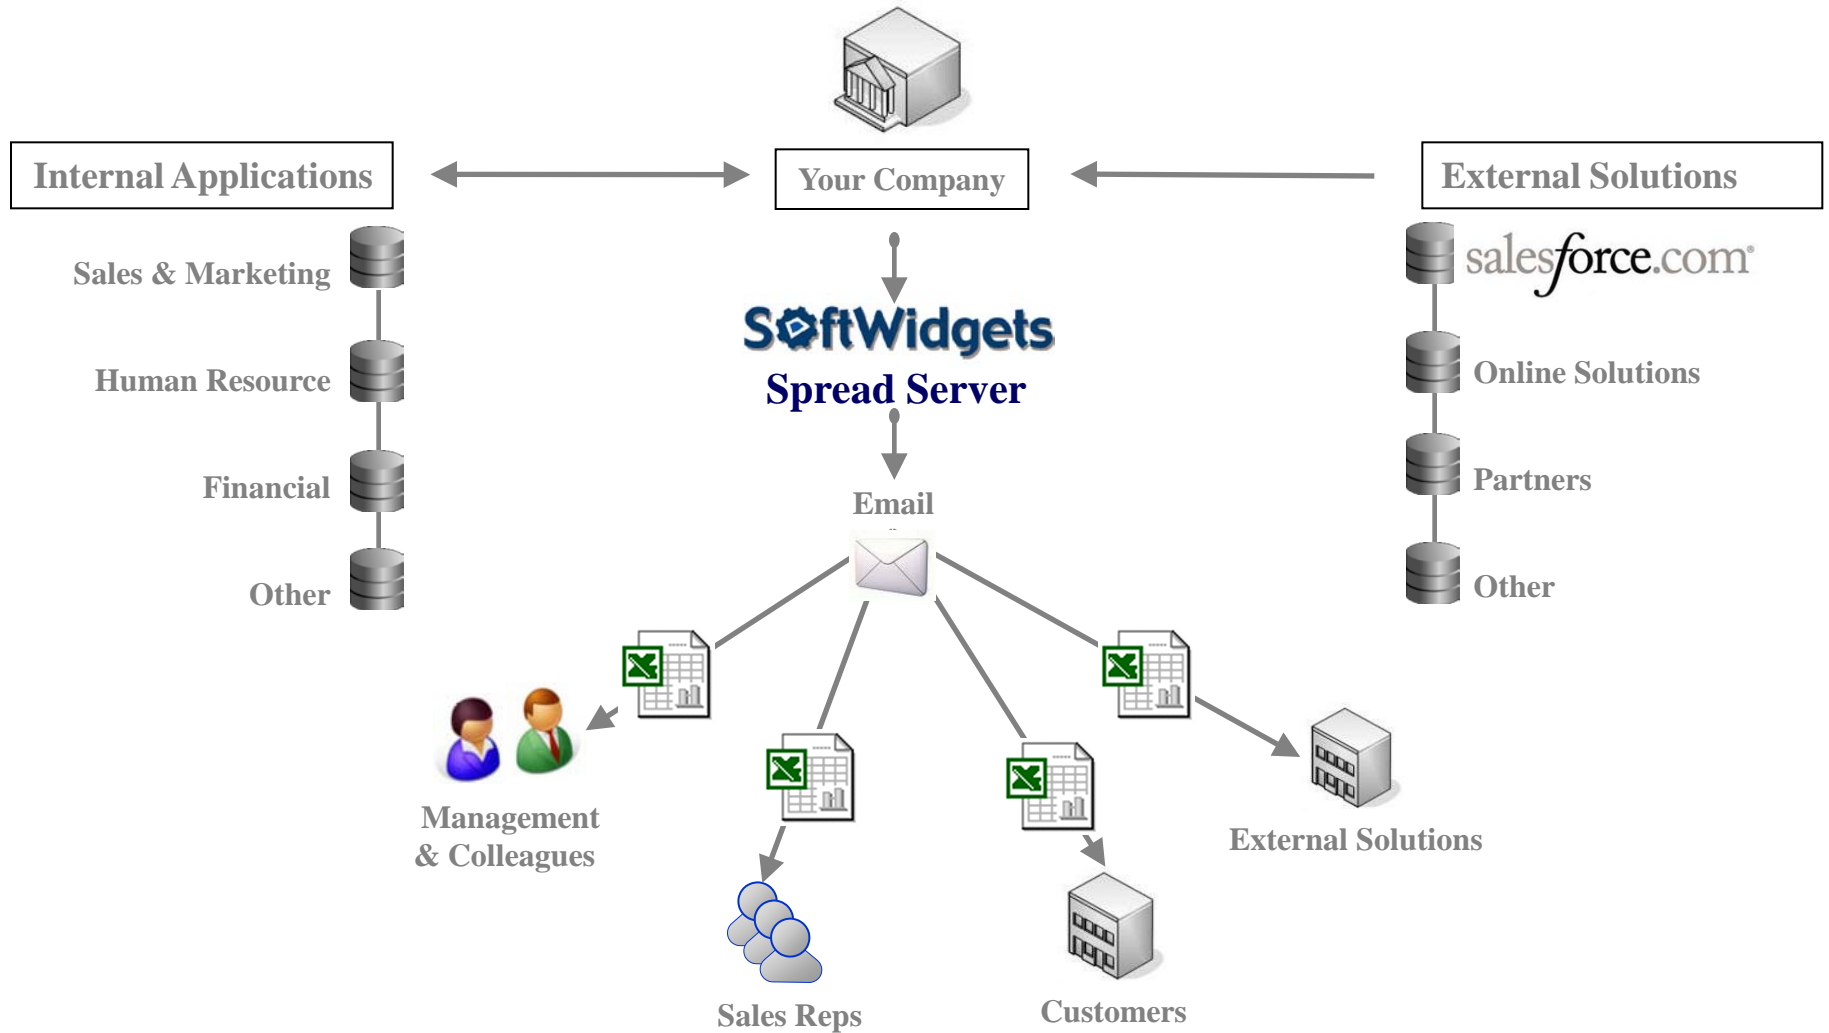 Internal Applications
Your Company
External Solutions
Sales & Marketing
Human Resource
Financial
Other
SoftWidgets
Spread Server
Email
salesforce.com®
Online Solutions
Partners
Other
Management
& Colleagues
Sales Reps
Customers
External Solutions